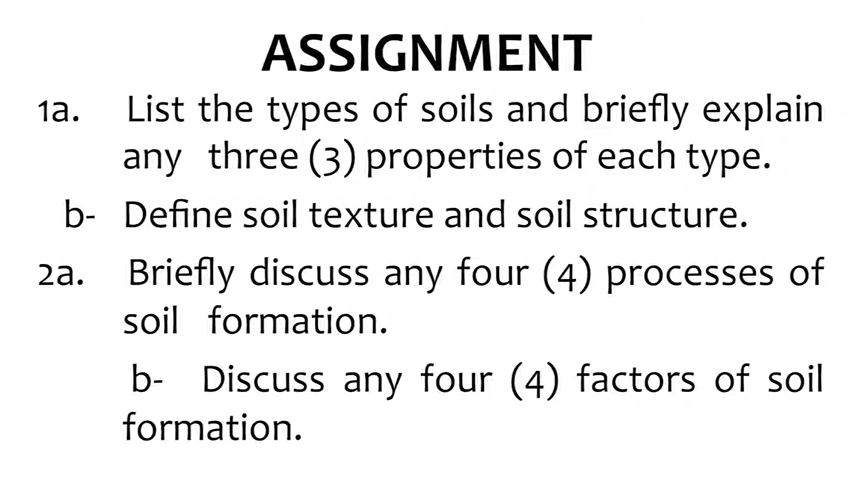 ASSIGNMENT
1a. List the types of soils and briefly explain
any three (3) properties of each type.
b- Define soil texture and soil structure.
2a. Briefly discuss any four (4) processes of
soil formation.
b- Discuss any four (4) factors of soil
formation.